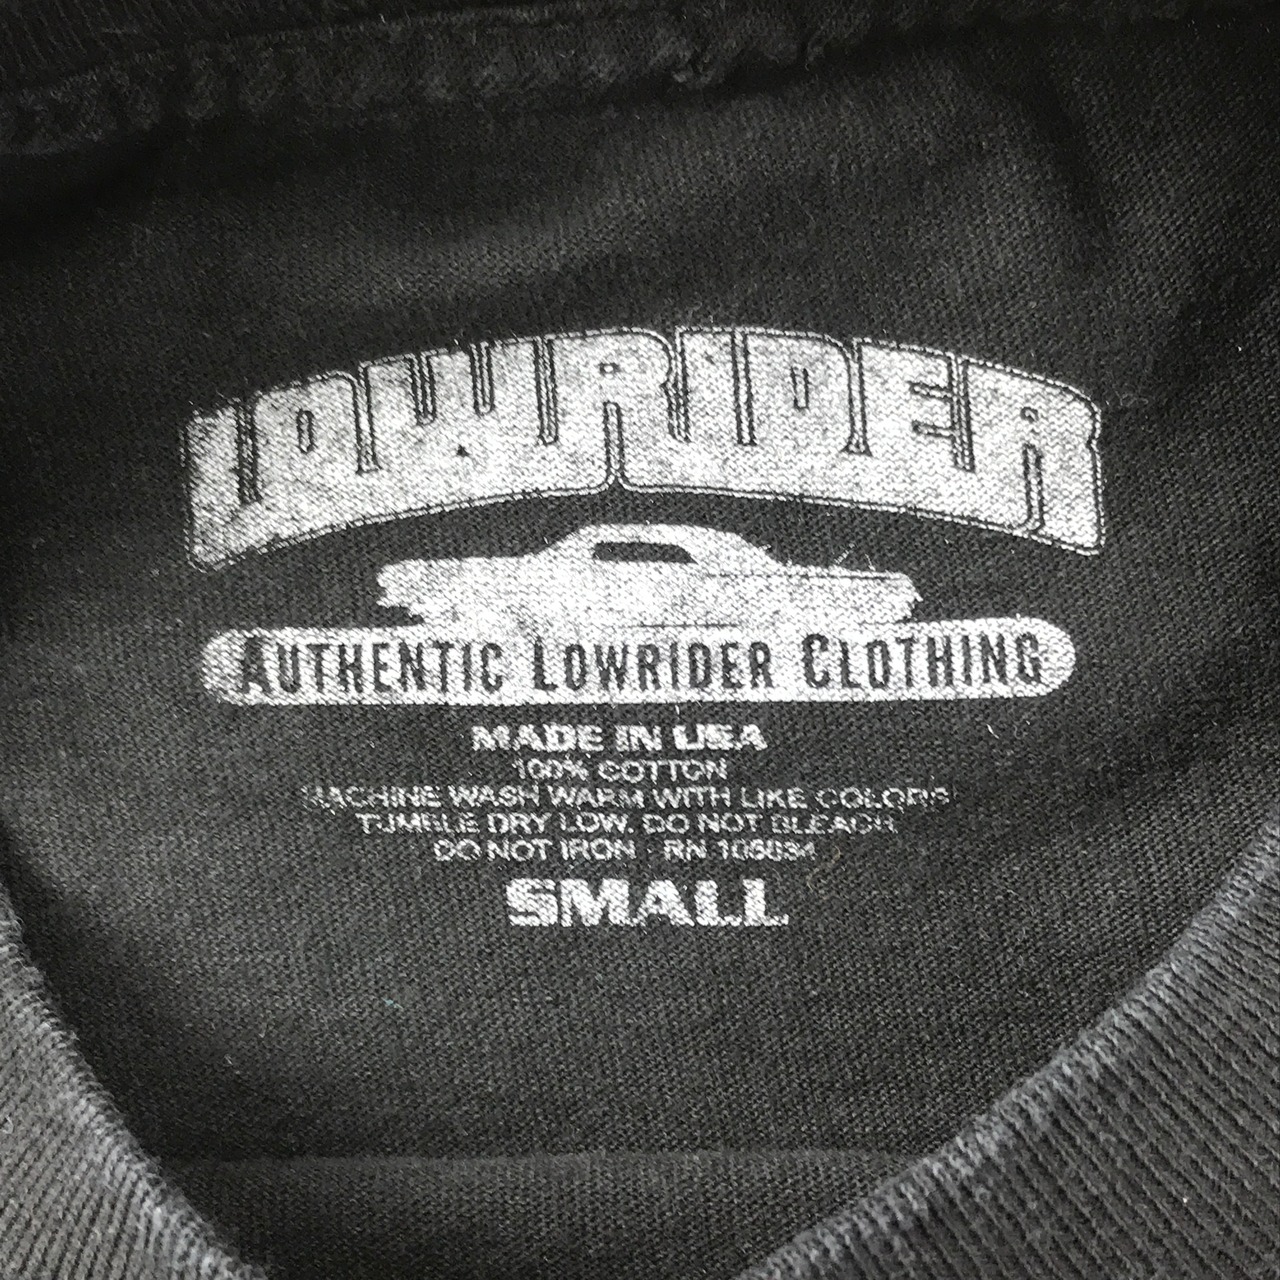 LOWRIDER
AUTHENTIC LOWRIDER CLOTHING
MADE IN USA
100% COTTON
MACHINE WASH WARM WITH LIKE COLORS
TUMBLE DRY LOW. DO NOT BLEACH.
DO NOT IRON · RN
SMALL